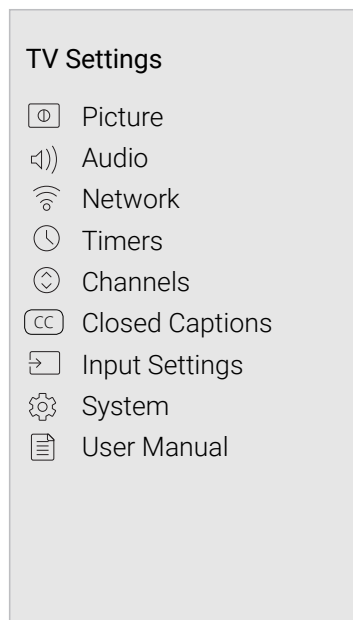 TV Settings
Picture
Audio
Network
Timers
Channels
CC Closed Captions
Input Settings
System
User Manual